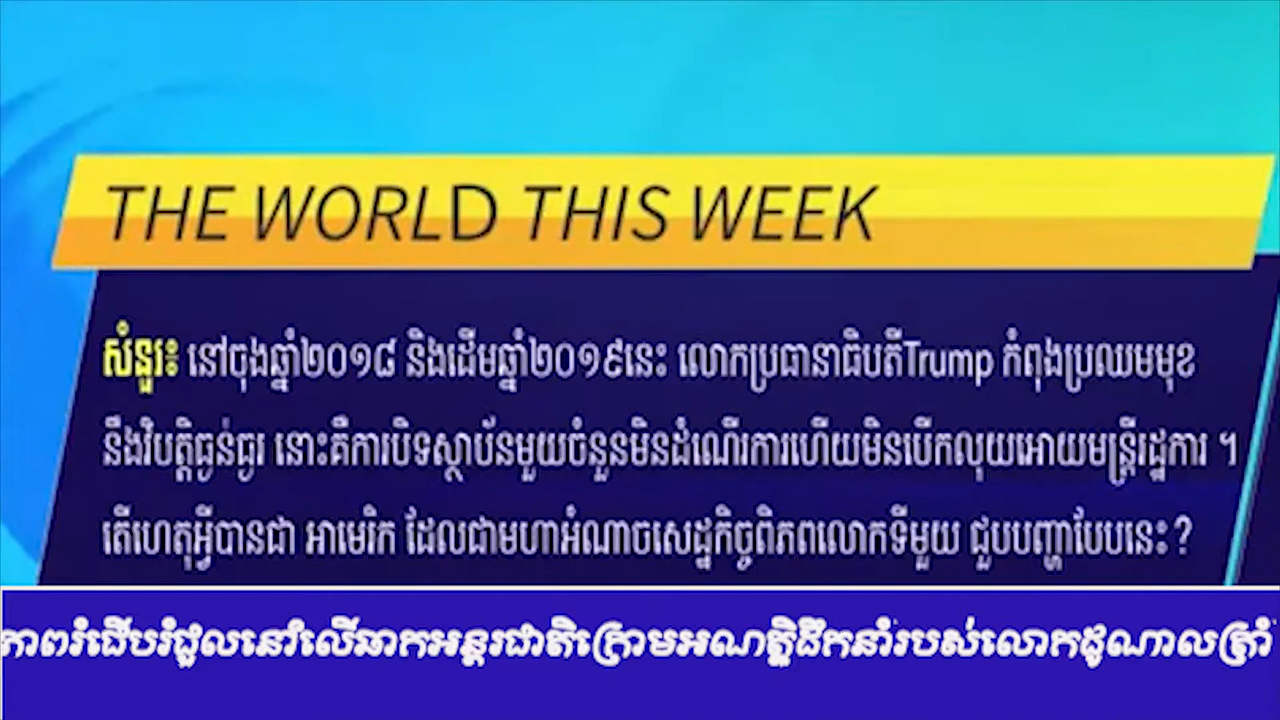 THE WORLD THIS WEEK
សំនួរ៖ នៅចុងឆ្នាំ២០១៨ និងដើមឆ្នាំ២០១៩នេះ លោកប្រធានាធិបតីTrump កំពុងប្រឈមមុខ
នឹងវិបត្តិធ្ងន់ធ្ងរ នោះគឺការបិទស្ថាប័នមួយចំនួនមិនដំណើរការហើយមិនបើកលុយអោយមន្ត្រីរដ្ឋការ ។
តើហេតុអ្វីបានជា អាមេរិក ដែលជាមហាអំណាចសេដ្ឋកិច្ចពិភពលោកទីមួយ ជួបបញ្ហាបែបនេះ?
ភាពរំជើបរំជួលនៅលើឆាកអន្តរជាតិក្រោមអណត្តិដឹកនាំរបស់លោកដូណាលត្រាំ